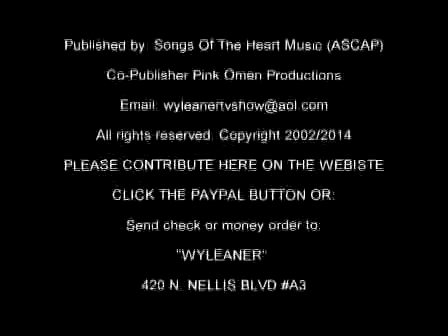 Published by  Songs Of The Heart Music (ASCAP)
Co-Publisher Pink Omen Productions
Email: wyleanertvshow@aol.com
All rights reserved. Copyright 2002/2014
PLEASE CONTRIBUTE HERE ON THE WEBISTE
CLICK THE PAYPAL BUTTON OR:
Send check or money order to:
"WYLEANER"
420 N. NELLIS BLVD #A3